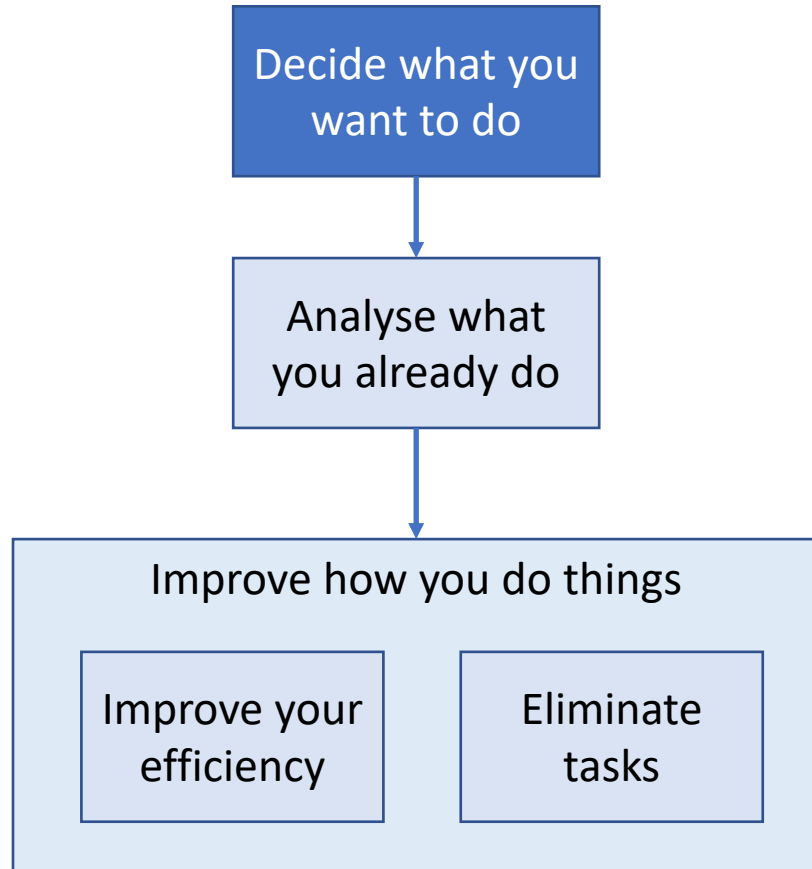 Decide what you
want to do
Analyse what
you already do
Improve how you do things
Improve your
efficiency
Eliminate
tasks